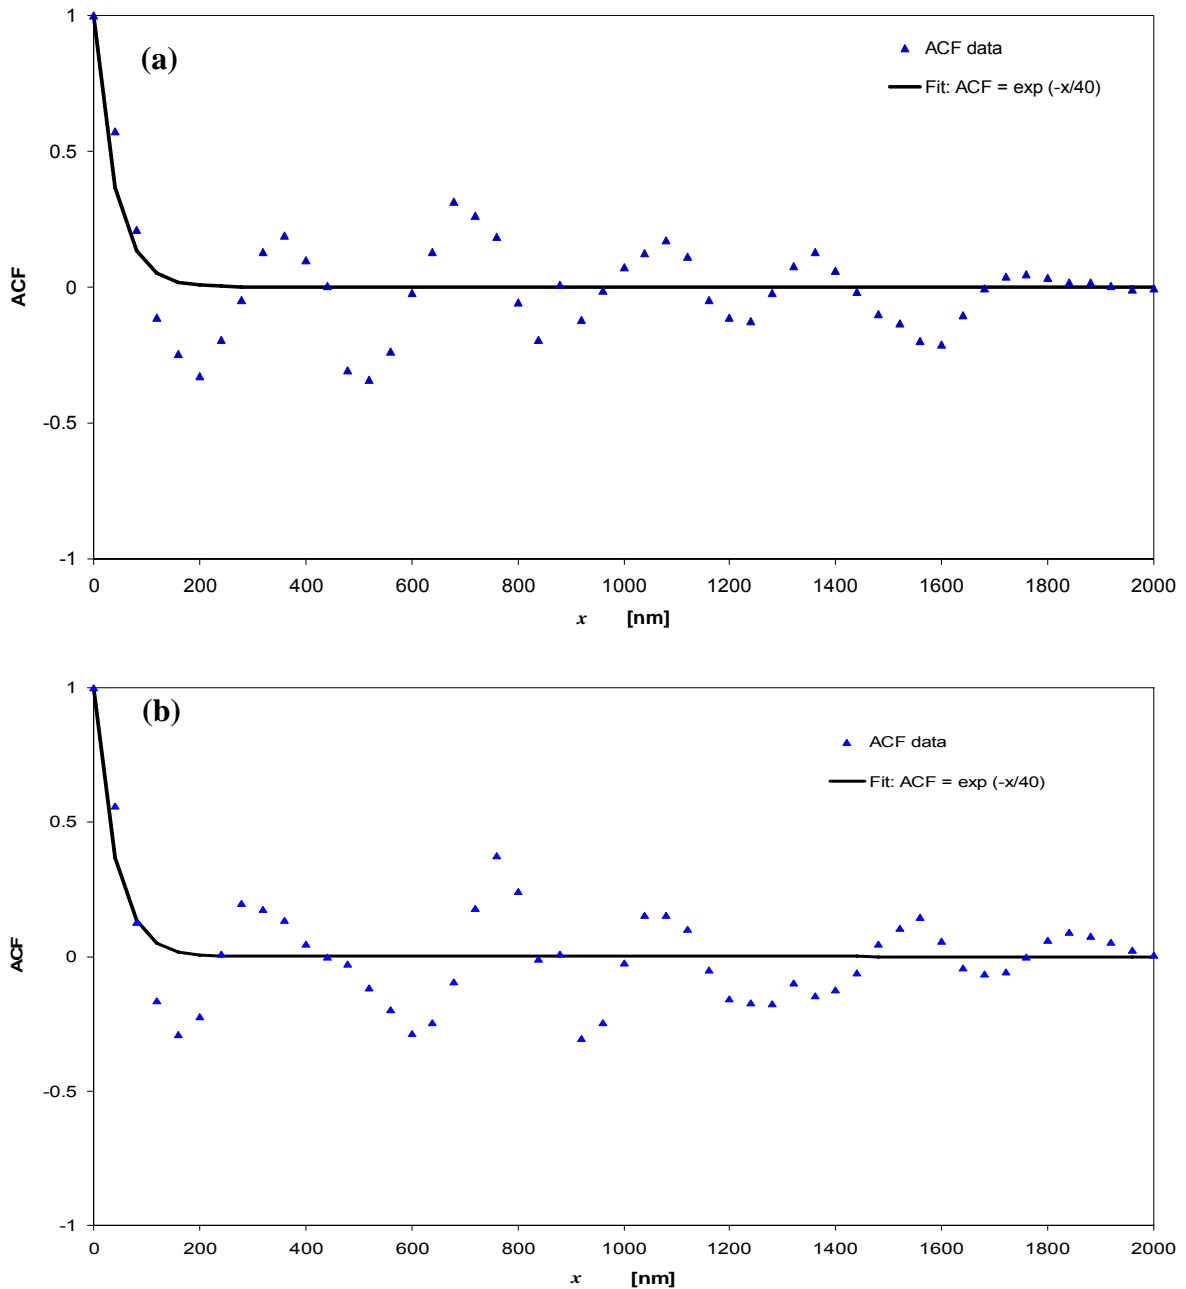 1
(a)
ACF data
Fit: ACF = exp (-x/40)
0.5
ACF
0
-0.5
-1
0 200 400 600 800 1000 1200 1400 1600 1800 2000
x [nm]
1
(b)
ACF data
Fit: ACF = exp (-x/40)
0.5
ACF
0
-0.5
-1
0 200 400 600 800 1000 1200 1400 1600 1800 2000
x [nm]